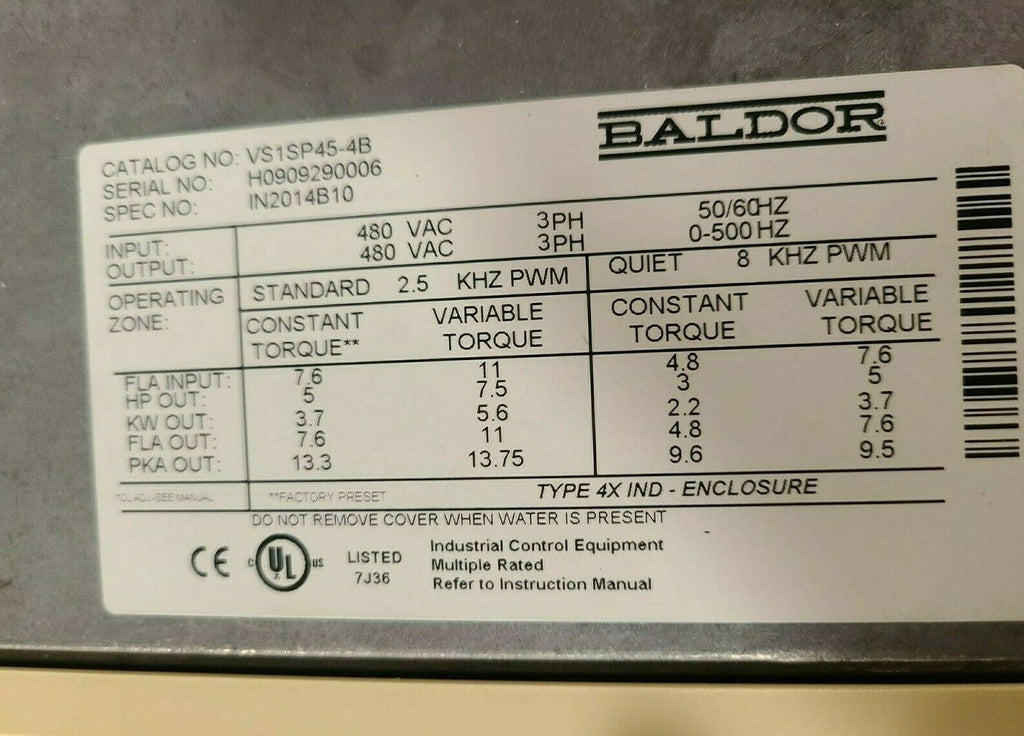 BALDOR
CATALOG NO: VS1SP45-4B
SERIAL NO: H0909290006
SPEC NO: IN2014B10
INPUT: 480 VAC 3PH 50/60HZ
OUTPUT: 480 VAC 3PH 0-500 HZ
OPERATING ZONE: STANDARD 2.5 KHZ PWM QUIET 8 KHZ PWM
CONSTANT TORQUE** VARIABLE TORQUE CONSTANT TORQUE VARIABLE TORQUE
FLA INPUT: 7.6 11 4.8 7.6
HP OUT: 5 7.5 3 5
KW OUT: 3.7 5.6 2.2 3.7
FLA OUT: 7.6 11 4.8 7.6
PKA OUT: 13.3 13.75 9.6 9.5
*OL ADJ.-SEE MANUAL **FACTORY PRESET TYPE 4X IND - ENCLOSURE
DO NOT REMOVE COVER WHEN WATER IS PRESENT
CE C UL US LISTED 7J36
Industrial Control Equipment
Multiple Rated
Refer to Instruction Manual